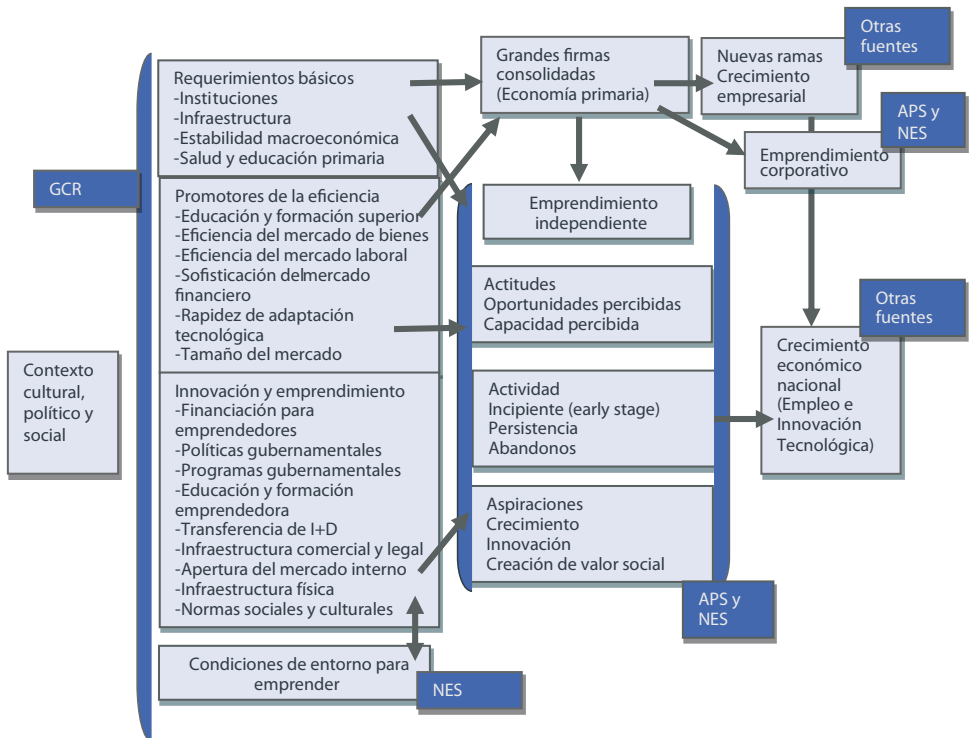 Contexto
cultural,
político y
social
GCR
Requerimientos básicos
-Instituciones
-Infraestructura
-Estabilidad macroeconómica
-Salud y educación primaria
Promotores de la eficiencia
-Educación y formación superior
-Eficiencia del mercado de bienes
-Eficiencia del mercado laboral
-Sofisticación delmercado
financiero
-Rapidez de adaptación
tecnológica
-Tamaño del mercado
Innovación y emprendimiento
-Financiación para
emprendedores
-Políticas gubernamentales
-Programas gubernamentales
-Educación y formación
emprendedora
-Transferencia de I+D
-Infraestructura comercial y legal
-Apertura del mercado interno
-Infraestructura física
-Normas sociales y culturales
Condiciones de entorno para
emprender
NES
Grandes firmas
consolidadas
(Economía primaria)
Emprendimiento
independiente
Actitudes
Oportunidades percibidas
Capacidad percibida
Actividad
Incipiente (early stage)
Persistencia
Abandonos
Aspiraciones
Crecimiento
Innovación
Creación de valor social
APS y
NES
Nuevas ramas
Crecimiento
empresarial
Otras
fuentes
Emprendimiento
corporativo
APS y
NES
Crecimiento
económico
nacional
(Empleo e
Innovación
Tecnológica)
Otras
fuentes